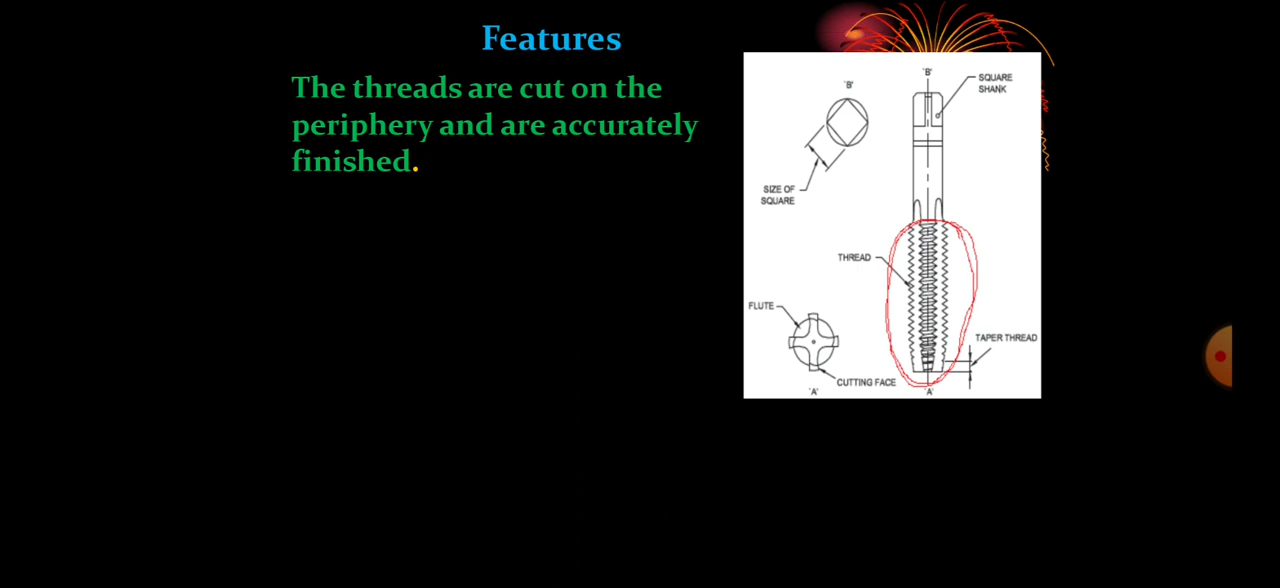 Features
The threads are cut on the
periphery and are accurately
finished.
'B'
'B'
SQUARE
SHANK
SIZE OF
SQUARE
THREAD
FLUTE
TAPER THREAD
CUTTING FACE
'A'
'A'